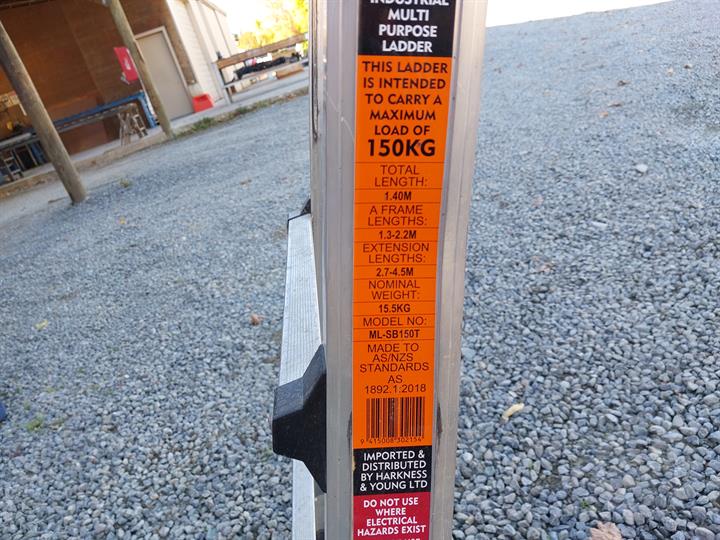 INDUSTRIAL
MULTI
PURPOSE
LADDER
THIS LADDER
IS INTENDED
TO CARRY A
MAXIMUM
LOAD OF
150KG
TOTAL
LENGTH:
1.40M
A FRAME
LENGTHS:
1.3-2.2M
EXTENSION
LENGTHS:
2.7-4.5M
NOMINAL
WEIGHT:
15.5KG
MODEL NO:
ML-SB150T
MADE TO
AS/NZS
STANDARDS
AS
1892.1:2018
9 415008 302154
IMPORTED &
DISTRIBUTED
BY HARKNESS
& YOUNG LTD
DO NOT USE
WHERE
ELECTRICAL
HAZARDS EXIST